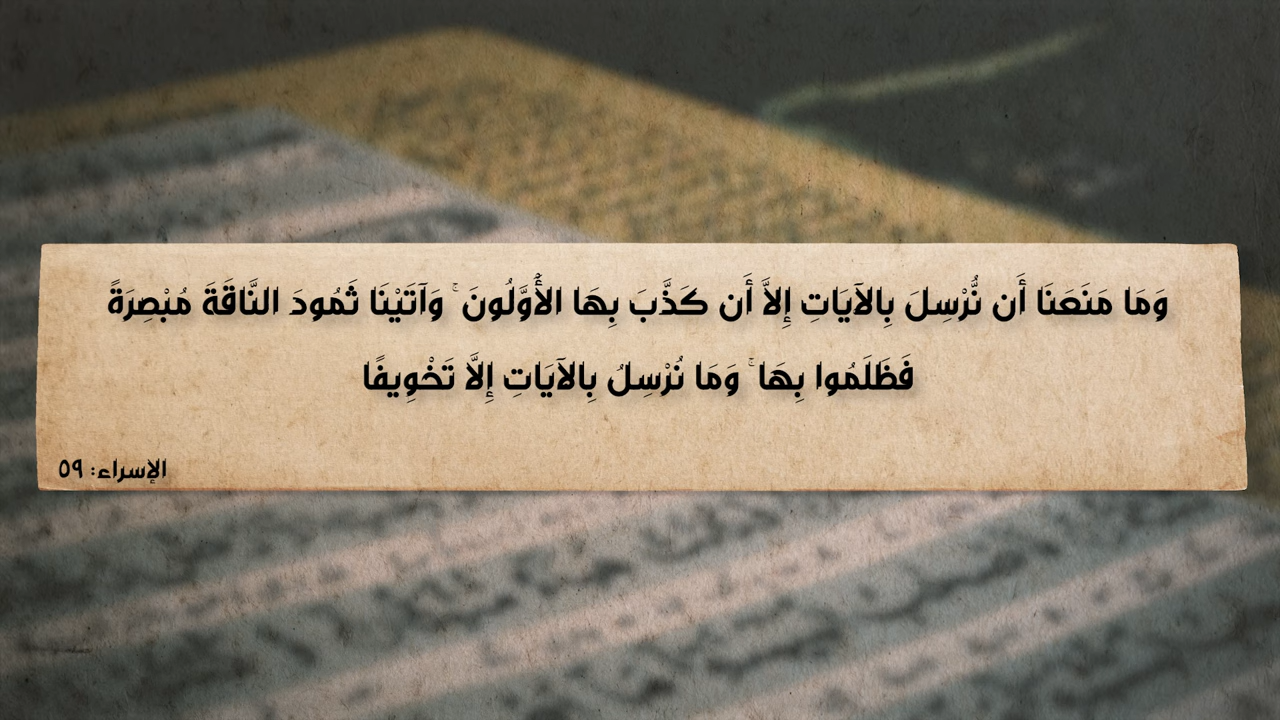 وَمَا مَنَعَنَا أَن نُّرْسِلَ بِالآيَاتِ إِلاَّ أَن كَذَّبَ بِهَا الأَوَّلُونَ ۚ وَآتَيْنَا ثَمُودَ النَّاقَةَ مُبْصِرَةً
فَظَلَمُوا بِهَا ۚ وَمَا نُرْسِلُ بِالآيَاتِ إِلَّا تَخْوِيفًا
الإسراء: ٥٩